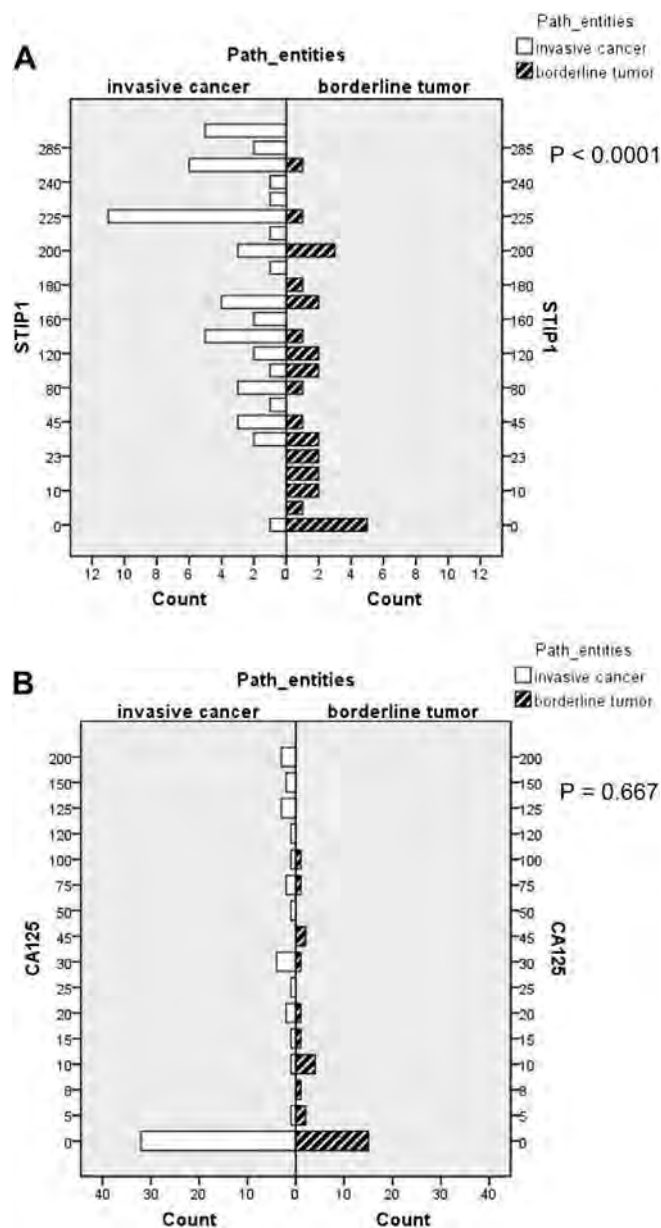 Path_entities
invasive cancer
borderline tumor
A
Path_entities
invasive cancer
borderline tumor
P < 0.0001
285
240
225
200
180
160
120
80
45
23
10
0
STIP1
285
240
225
200
180
160
120
80
45
23
10
0
STIP1
12 10 8 6 4 2 0 2 4 6 8 10 12
Count Count
Path_entities
invasive cancer
borderline tumor
B
Path_entities
invasive cancer
borderline tumor
P = 0.667
200
150
125
120
100
75
50
45
30
25
20
15
10
8
5
0
CA125
200
150
125
120
100
75
50
45
30
25
20
15
10
8
5
0
CA125
40 30 20 10 0 10 20 30 40
Count Count